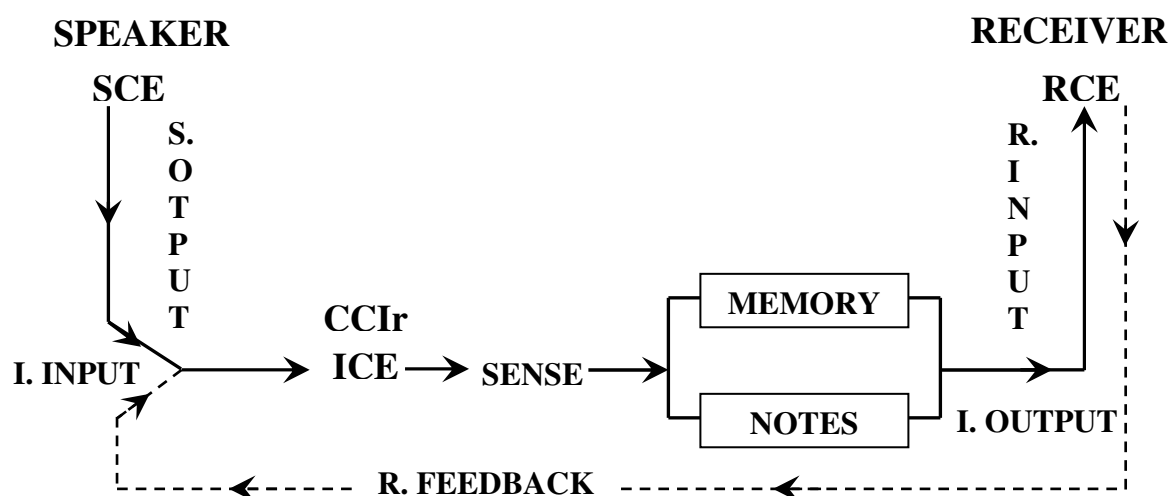 SPEAKER
RECEIVER
SCE
RCE
S.
O
T
P
U
T
R.
I
N
P
U
T
MEMORY
CCIr
I. INPUT
ICE
SENSE
NOTES
I. OUTPUT
R. FEEDBACK